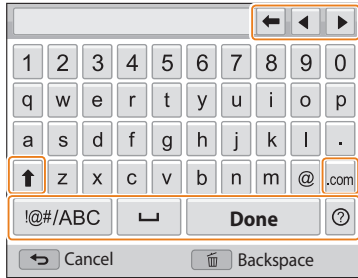 1 2 3 4 5 6 7 8 9 0
q w e r t y u i o p
a s d f g h j k l .
z x c v b n m @ .com
!@#/ABC Done ?
Cancel Backspace